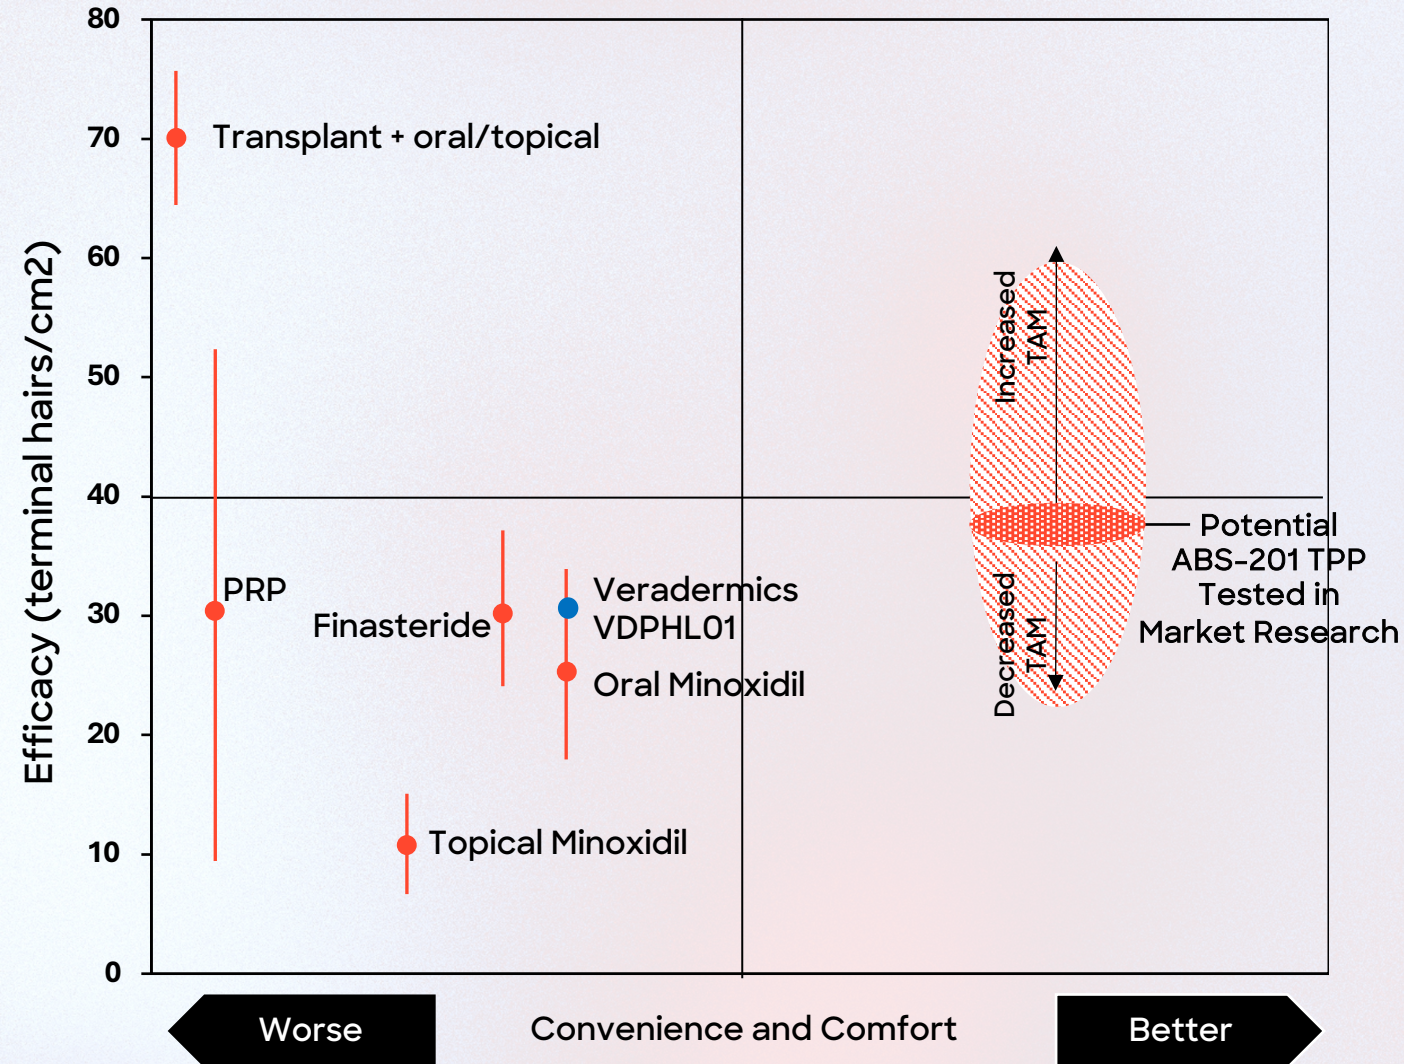 80
70
60
50
40
30
20
10
0
Efficacy (terminal hairs/cm2)
Transplant + oral/topical
PRP
Finasteride
Veradermics
VDPHL01
Oral Minoxidil
Topical Minoxidil
Increased
TAM
Decreased
TAM
Potential
ABS-201 TPP
Tested in
Market Research
Worse
Convenience and Comfort
Better